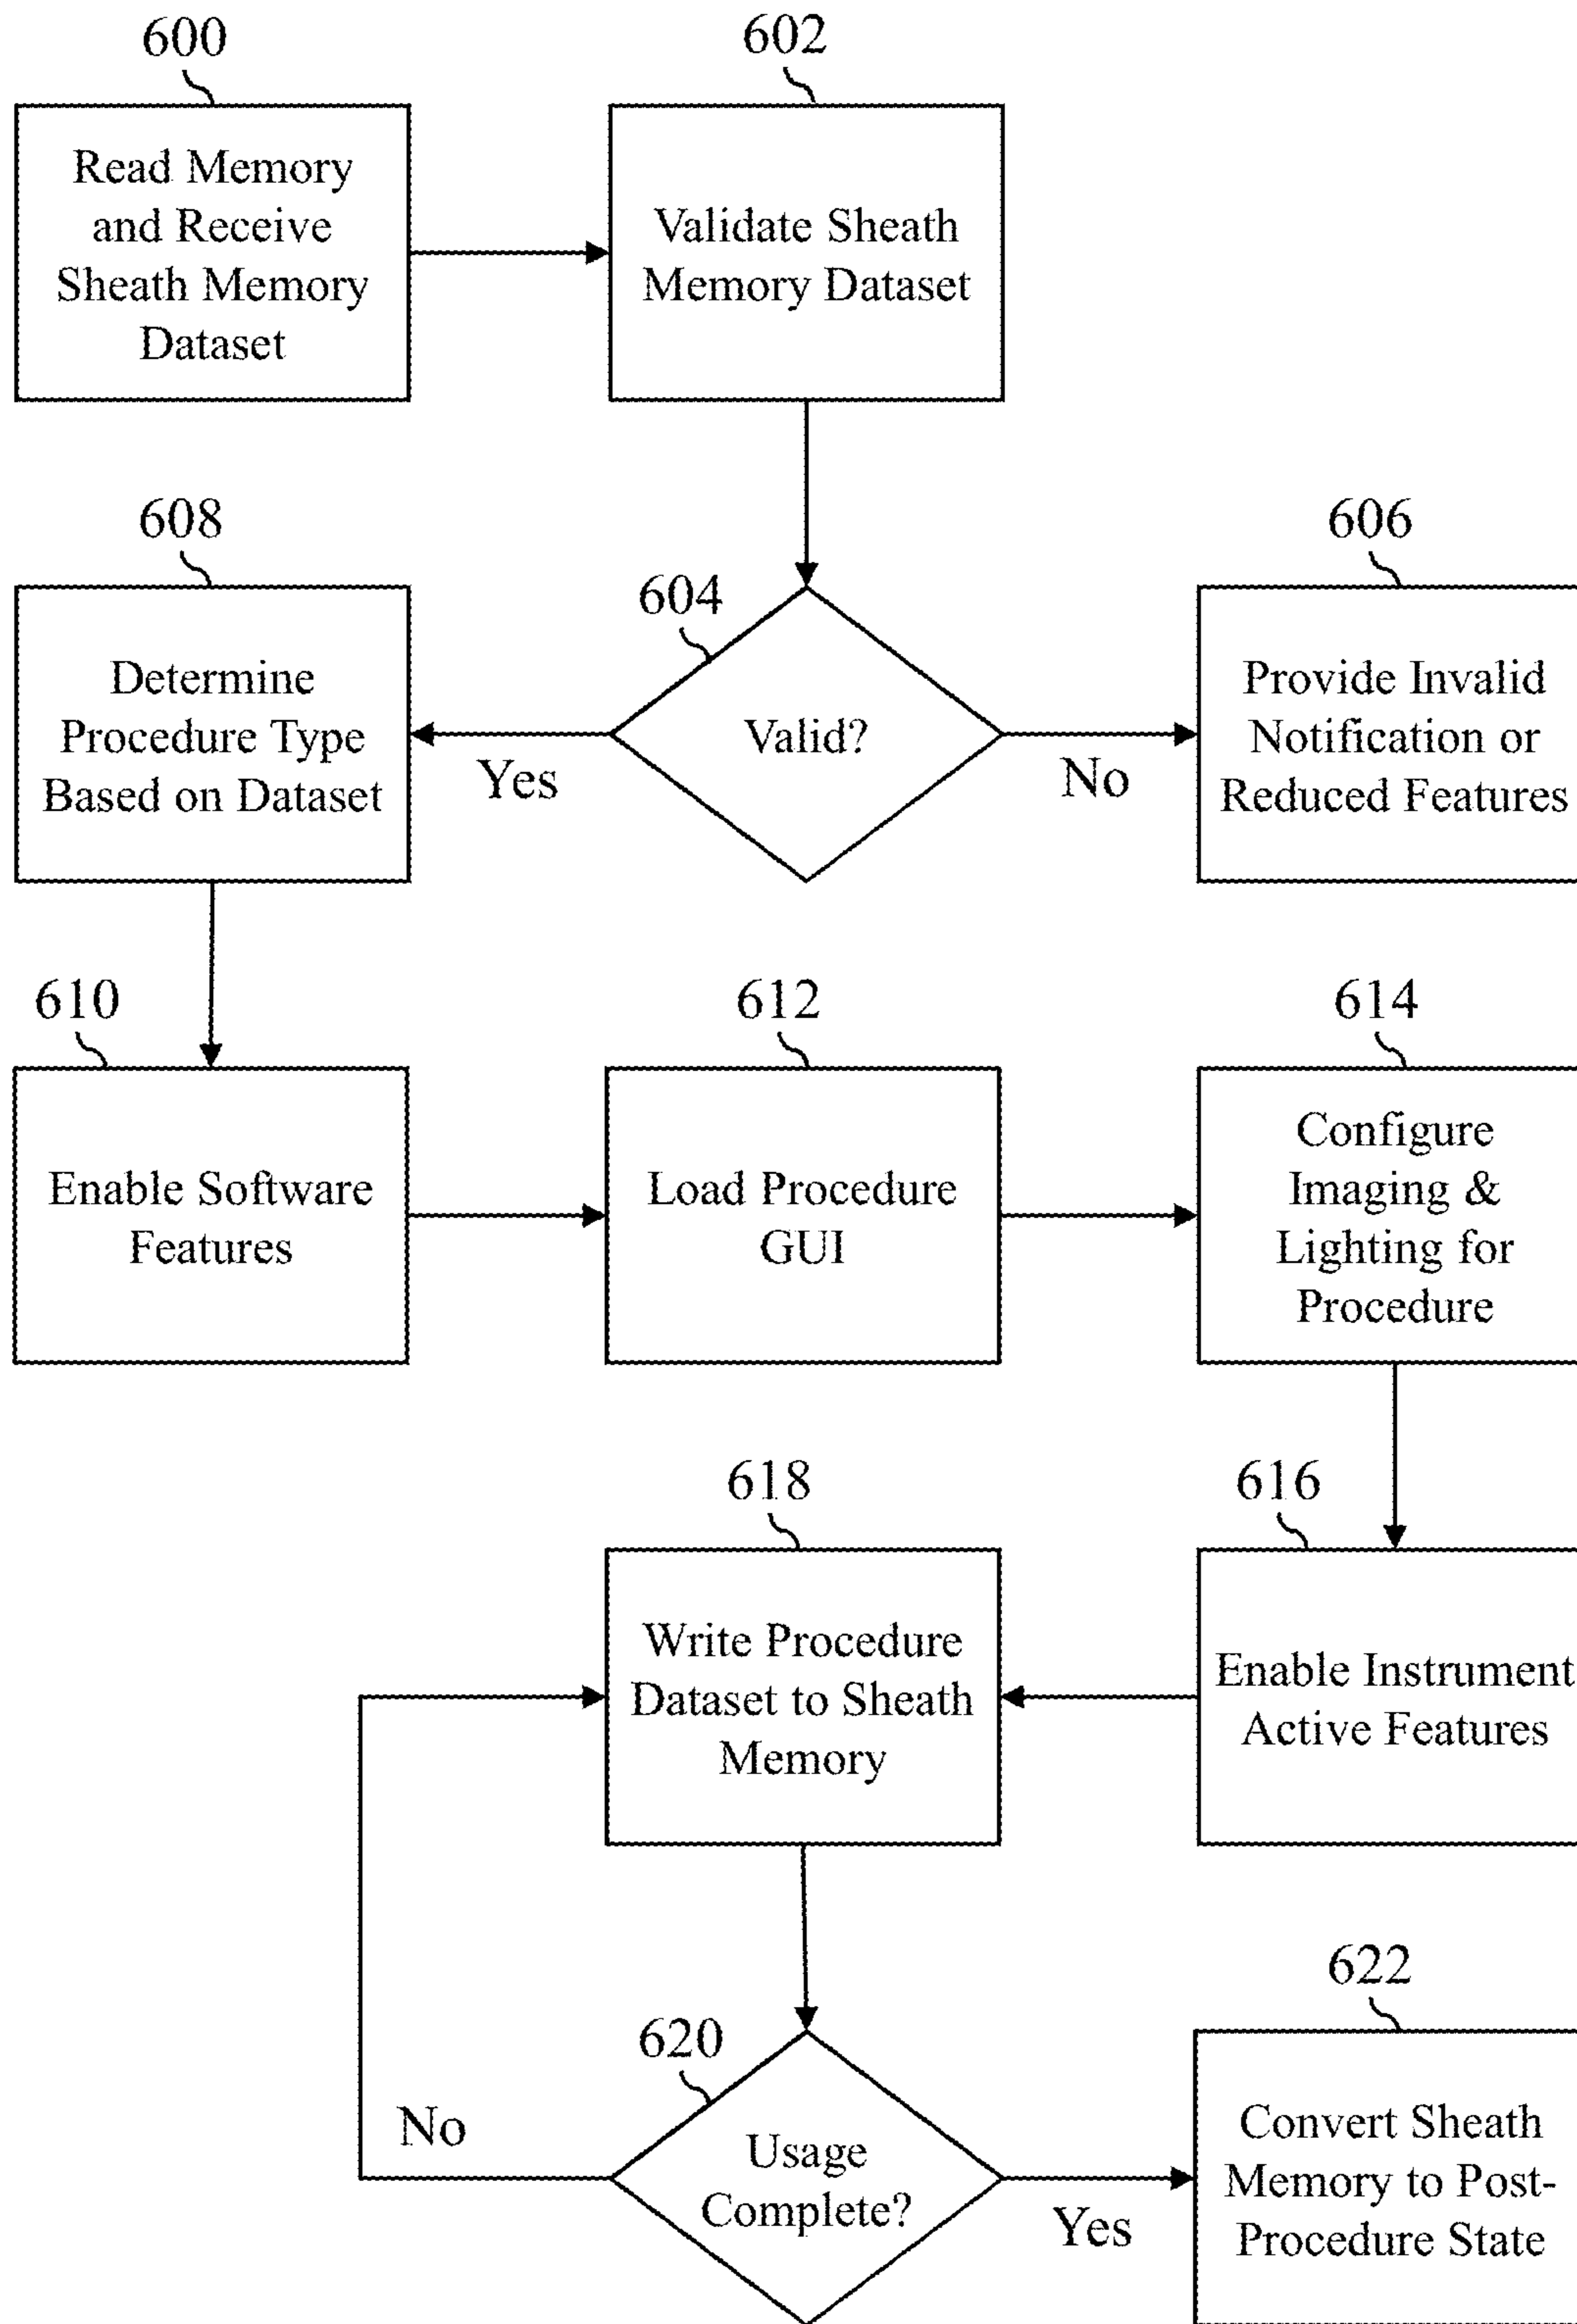 600
602
Read Memory
and Receive
Sheath Memory
Dataset
Validate Sheath
Memory Dataset
608
606
604
Determine
Procedure Type
Based on Dataset
Valid?
Provide Invalid
Notification or
Reduced Features
Yes
No
610
612
614
Enable Software
Features
Load Procedure
GUI
Configure
Imaging &
Lighting for
Procedure
618
616
Write Procedure
Dataset to Sheath
Memory
Enable Instrument
Active Features
622
620
No
Usage
Complete?
Yes
Convert Sheath
Memory to Post-
Procedure State